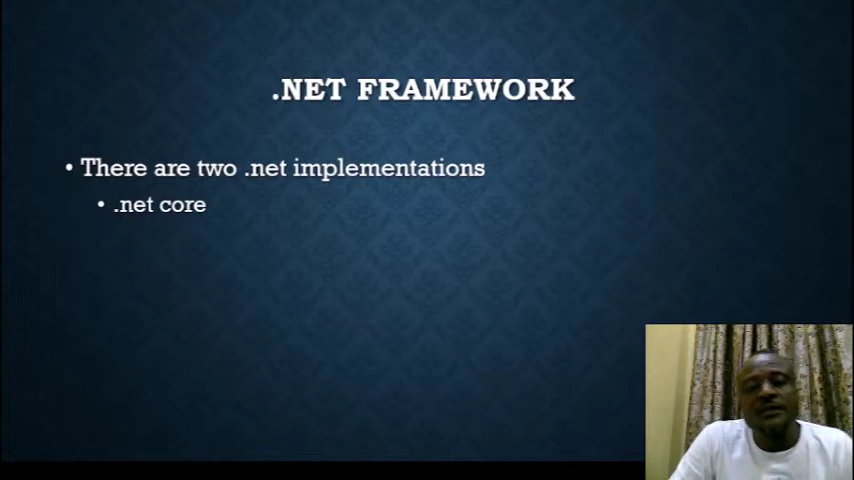 .NET FRAMEWORK
• There are two .net implementations
• .net core